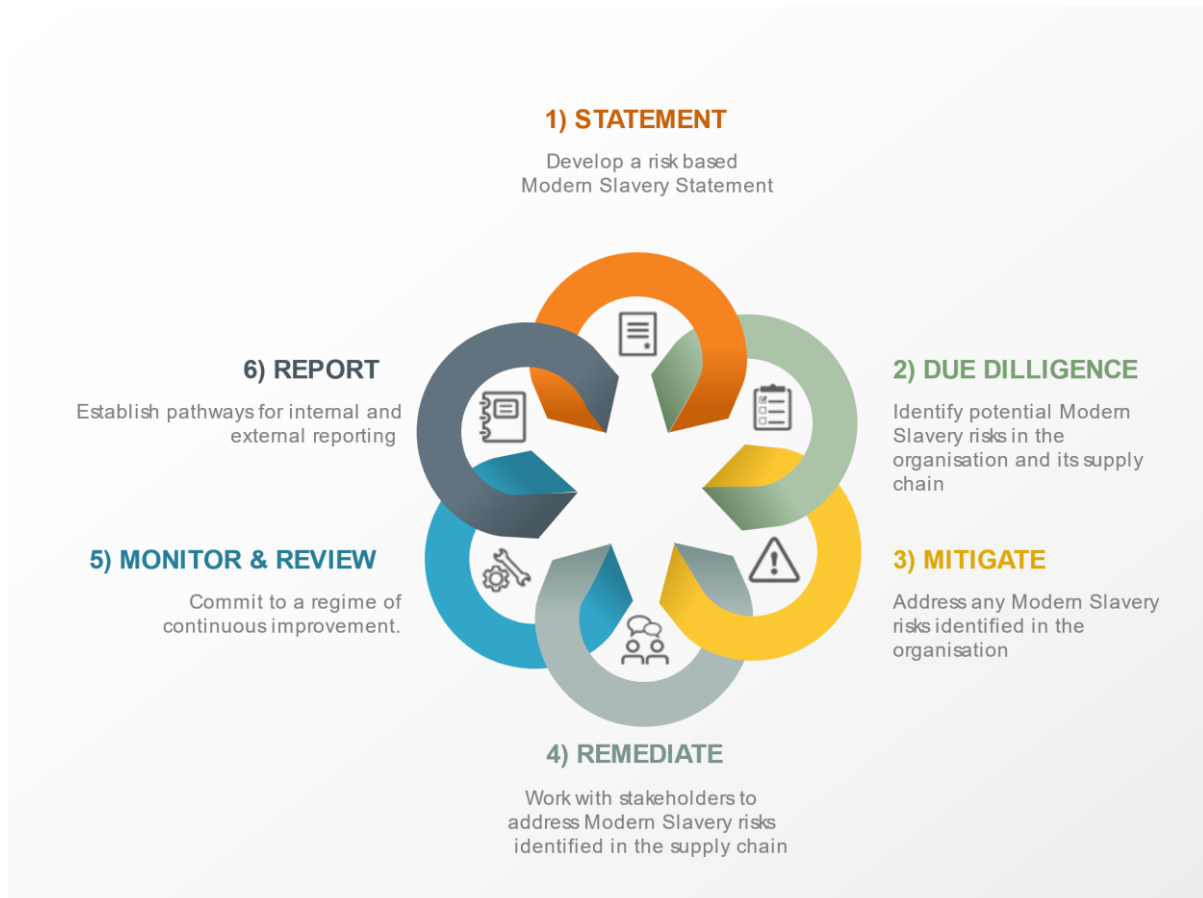 1) STATEMENT
Develop a risk based
Modern Slavery Statement
2) DUE DILLIGENCE
Identify potential Modern
Slavery risks in the
organisation and its supply
chain
3) MITIGATE
Address any Modern Slavery
risks identified in the
organisation
4) REMEDIATE
Work with stakeholders to
address Modern Slavery risks
identified in the supply chain
5) MONITOR & REVIEW
Commit to a regime of
continuous improvement.
6) REPORT
Establish pathways for internal and
external reporting